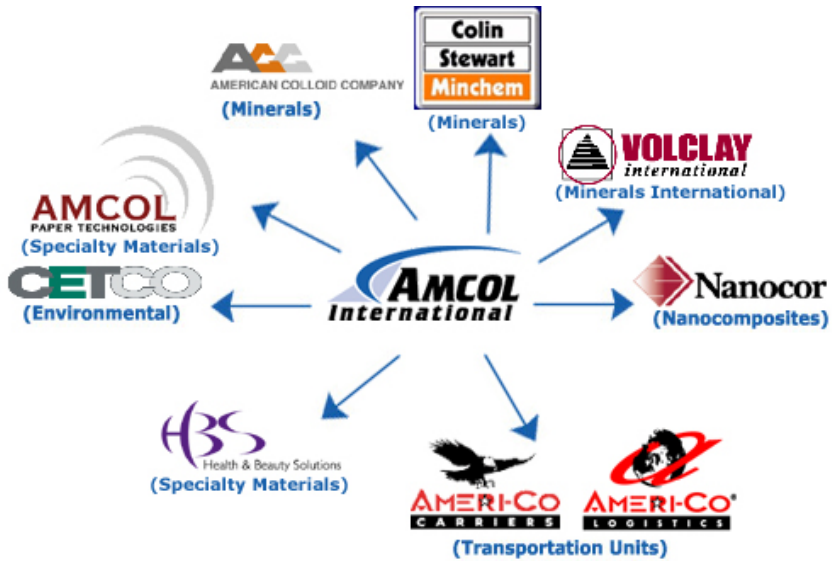 ACC
AMERICAN COLLOID COMPANY
(Minerals)
Colin
Stewart
Minchem
(Minerals)
VOLCLAY
international
(Minerals International)
AMCOL
PAPER TECHNOLOGIES
(Specialty Materials)
CETCO
(Environmental)
AMCOL
International
Nanocor
(Nanocomposites)
HBS
Health & Beauty Solutions
(Specialty Materials)
AMERI-CO
CARRIERS
AMERI-CO®
LOGISTICS
(Transportation Units)